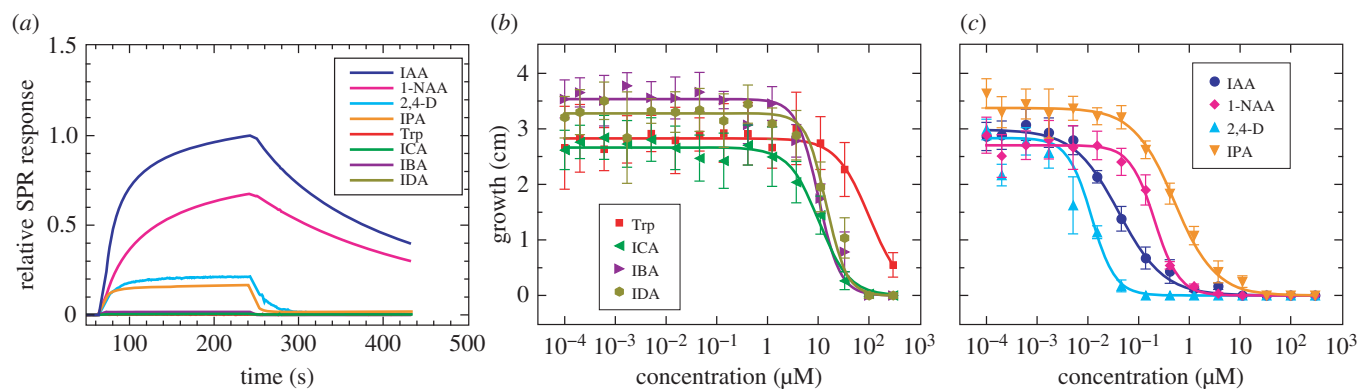 (a)
relative SPR response
1.5
1.0
0.5
0
100 200 300 400 500
time (s)
IAA
1-NAA
2,4-D
IPA
Trp
ICA
IBA
IDA
(b)
growth (cm)
4
3
2
1
0
10⁻⁴ 10⁻³ 10⁻² 10⁻¹ 1 10 10² 10³
concentration (µM)
Trp
ICA
IBA
IDA
(c)
10⁻⁴ 10⁻³ 10⁻² 10⁻¹ 1 10 10² 10³
concentration (µM)
IAA
1-NAA
2,4-D
IPA